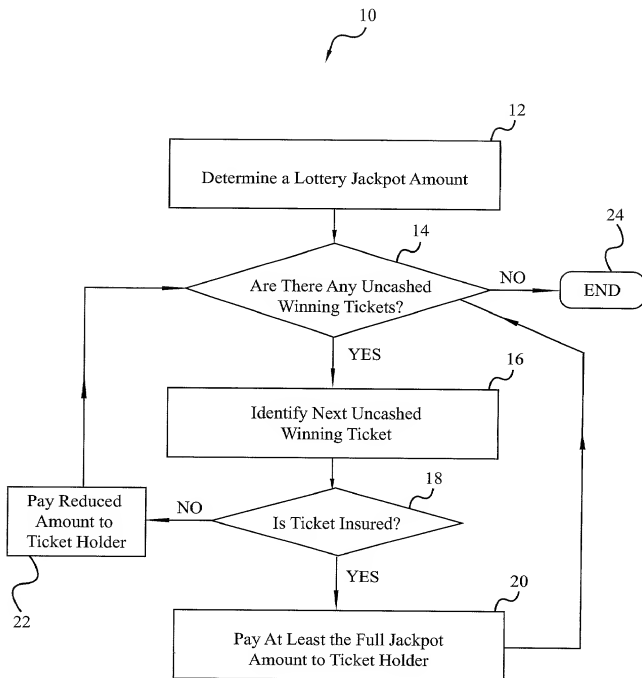 10
12
Determine a Lottery Jackpot Amount
24
14
Are There Any Uncashed
Winning Tickets?
NO
END
YES
16
Identify Next Uncashed
Winning Ticket
18
Pay Reduced
Amount to
Ticket Holder
NO
Is Ticket Insured?
22
YES
20
Pay At Least the Full Jackpot
Amount to Ticket Holder